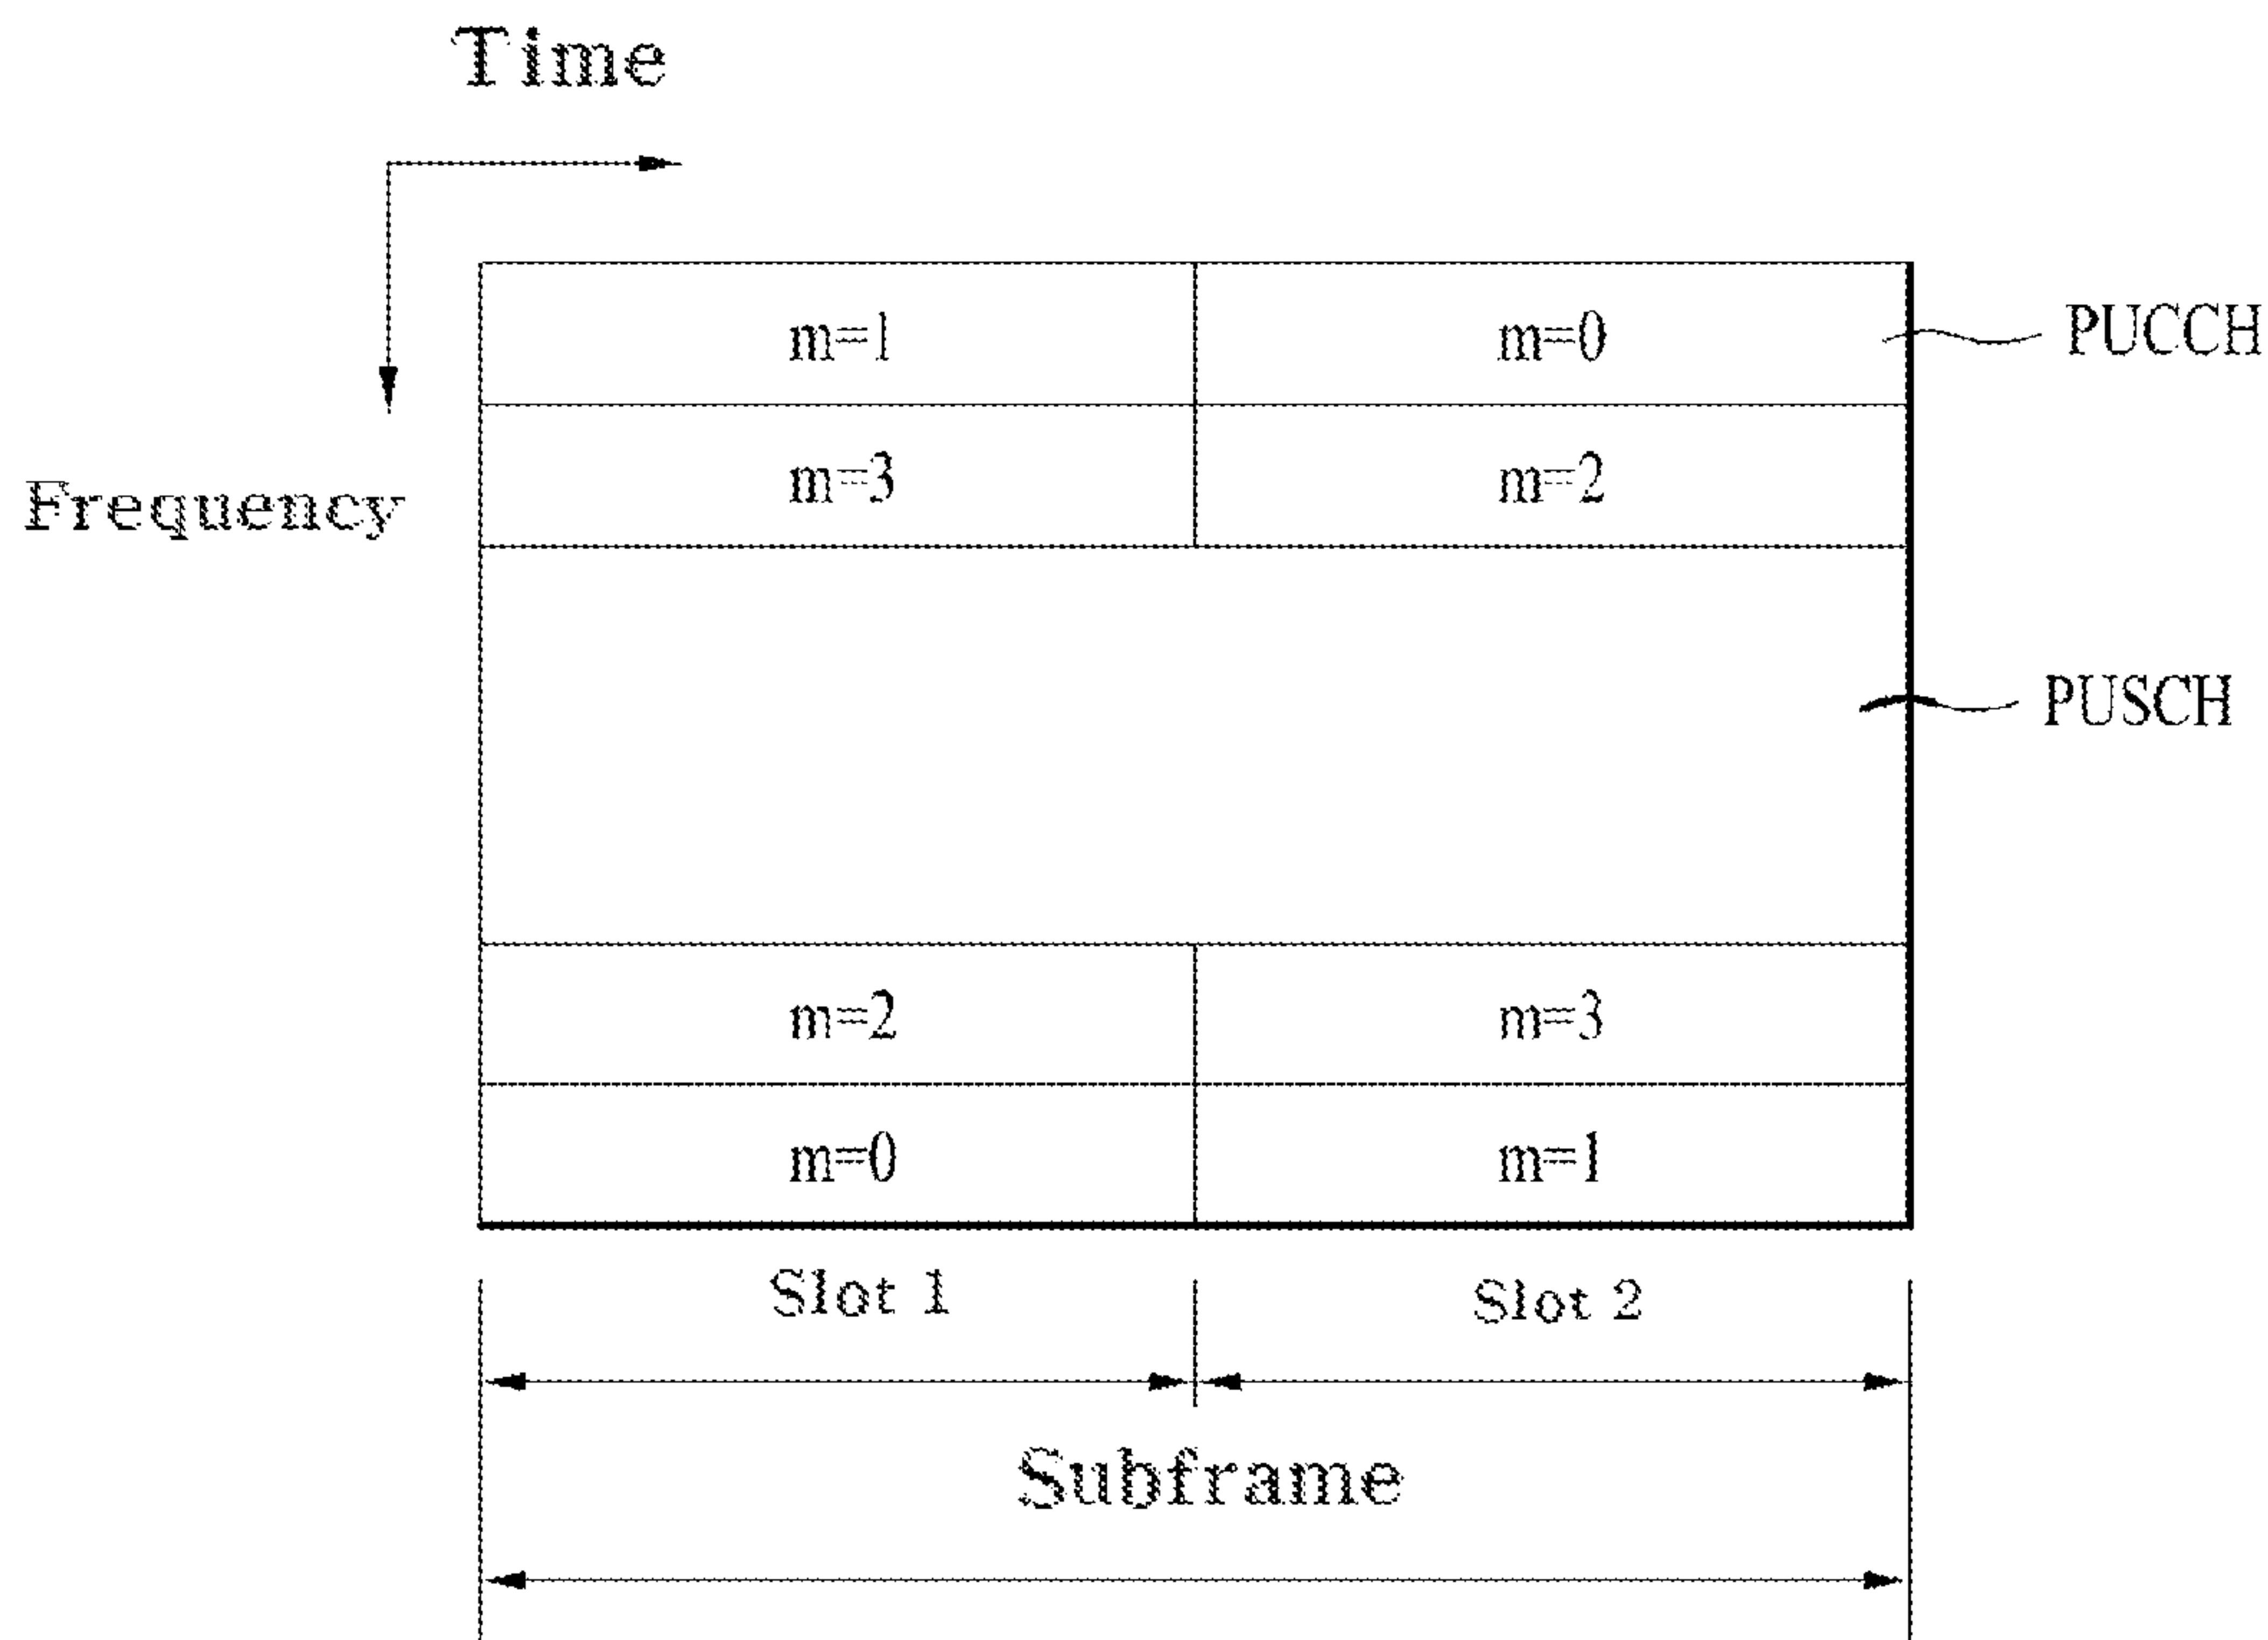 Time
m=1 m=0 PUCCH
m=3 m=2
Frequency
PUSCH
m=2 m=3
m=0 m=1
Slot 1 Slot 2
Subframe